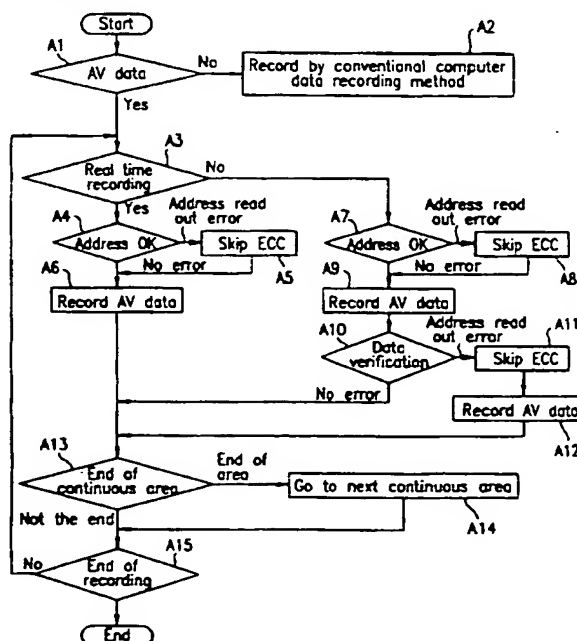 Start
A1
A2
AV data
No
Record by conventional computer
data recording method
Yes
A3
Real time
recording
No
Yes
A4
Address OK
Address read
out error
Skip ECC
A5
No error
A6
Record AV data
A7
Address OK
Address read
out error
Skip ECC
A8
No error
A9
Record AV data
A10
Data
verification
Address read
out error
A11
Skip ECC
No error
Record AV data
A12
A13
End of
continuous area
End of
area
Go to next continuous area
A14
Not the end
A15
No
End of
recording
End